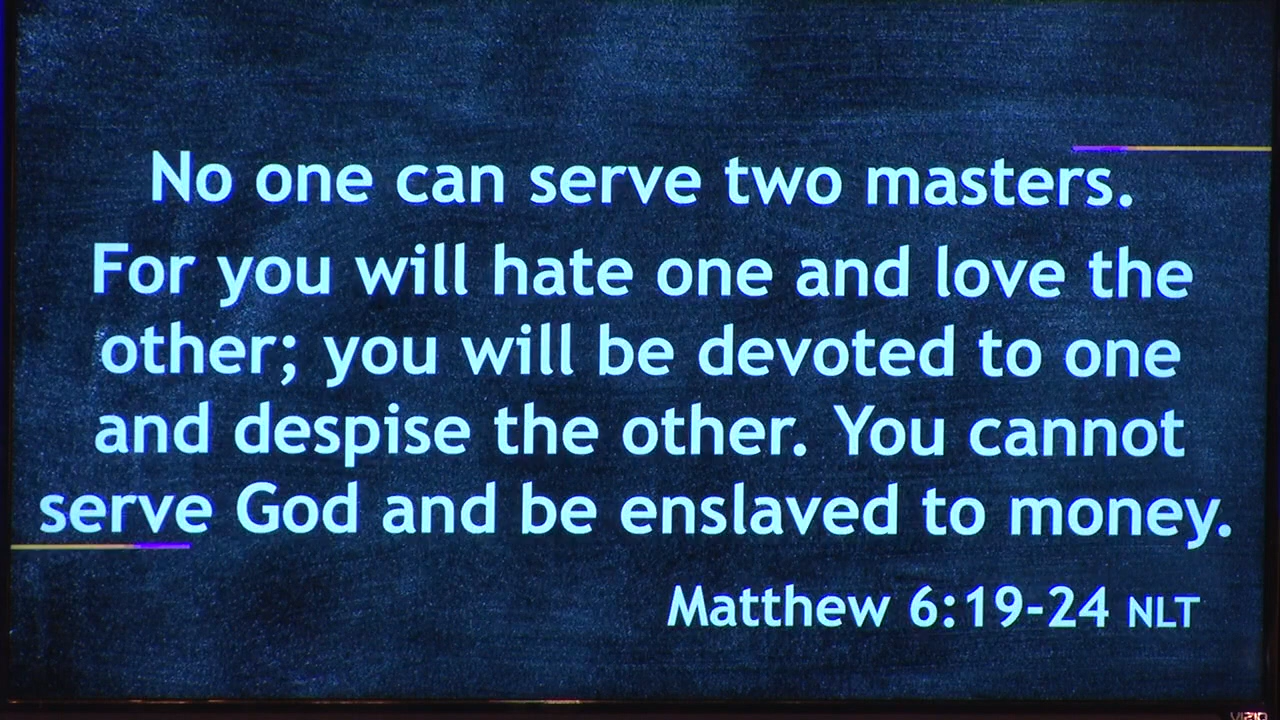 No one can serve two masters.
For you will hate one and love the
other; you will be devoted to one
and despise the other. You cannot
serve God and be enslaved to money.
Matthew 6:19-24 NLT
VIZIO